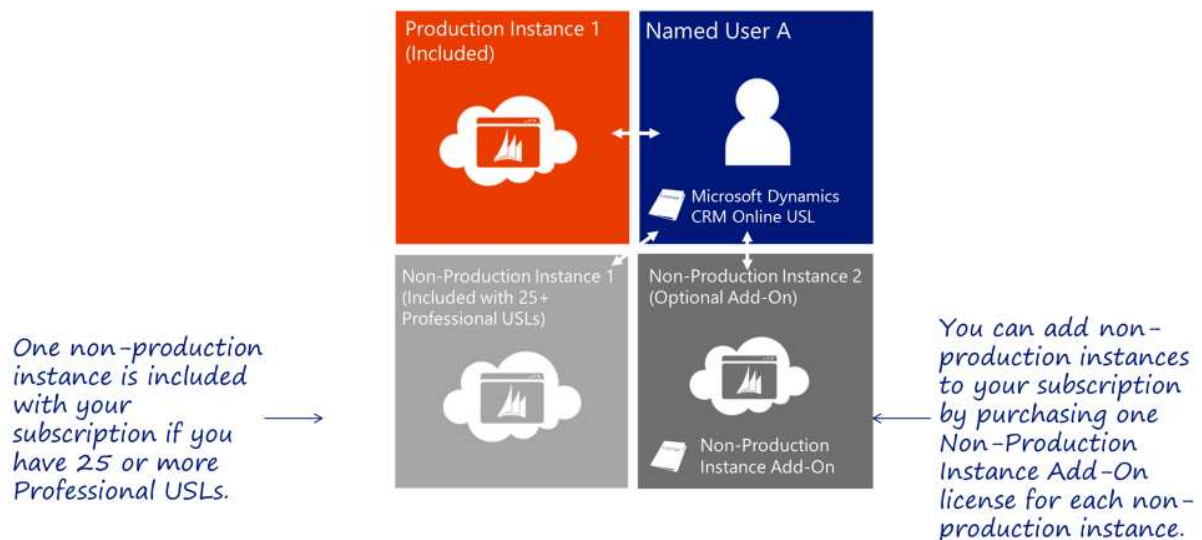 Production Instance 1
(Included)
Named User A
Microsoft Dynamics
CRM Online USL
Non-Production Instance 1
(Included with 25+
Professional USLs)
Non-Production Instance 2
(Optional Add-On)
Non-Production
Instance Add-On
One non-production
instance is included
with your
subscription if you
have 25 or more
Professional USLs.
You can add non-
production instances
to your subscription
by purchasing one
Non-Production
Instance Add-On
license for each non-
production instance.